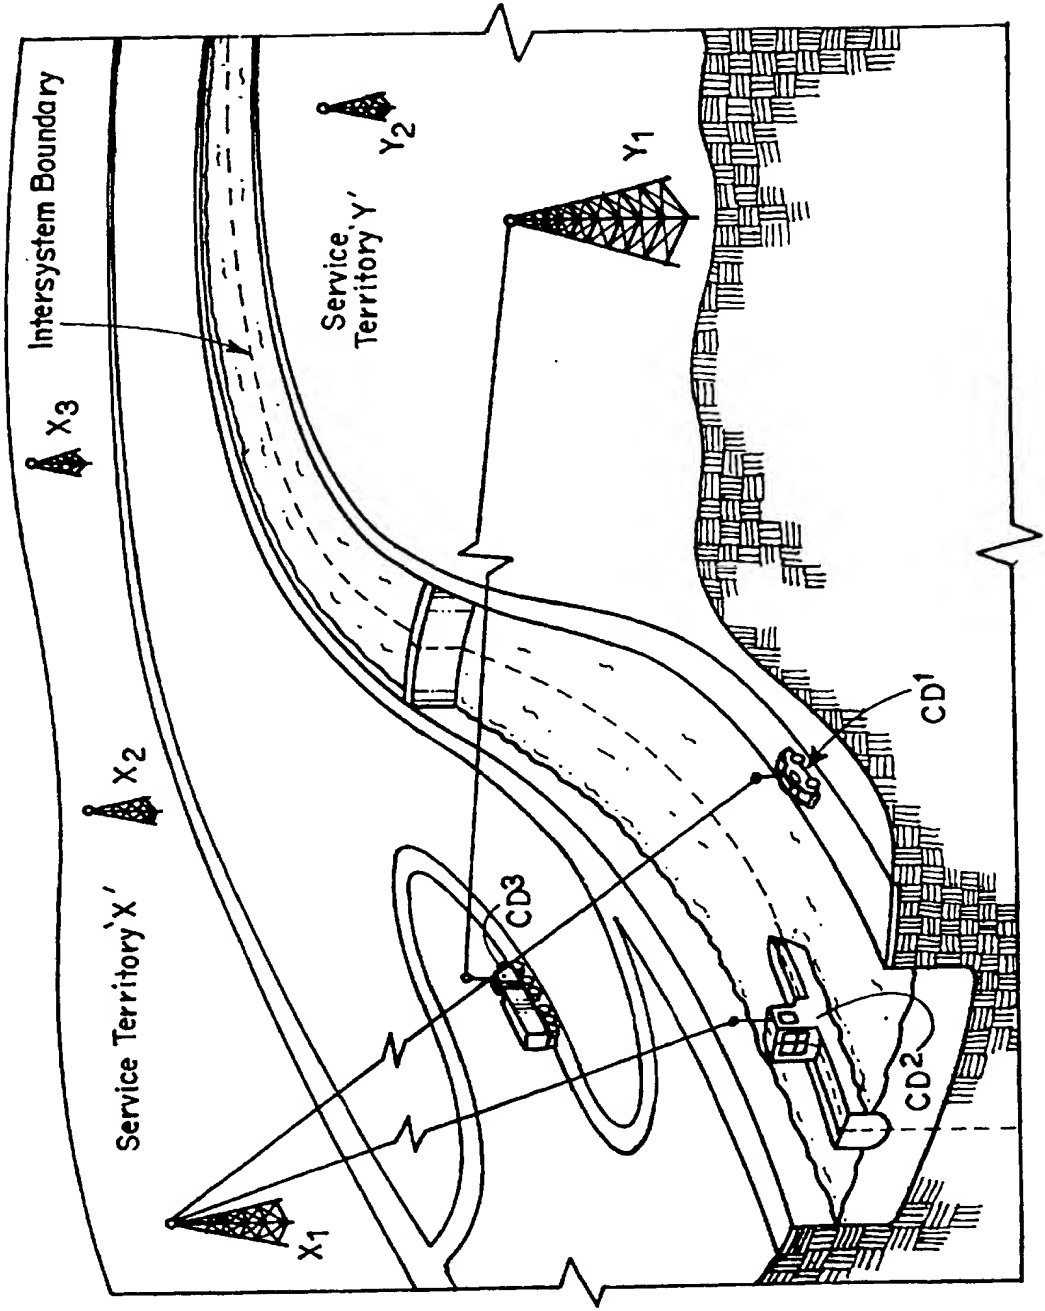 Intersystem Boundary
Service Territory 'X'
X1
X2
X3
Service
Territory 'Y'
Y1
Y2
CD1
CD2
CD3